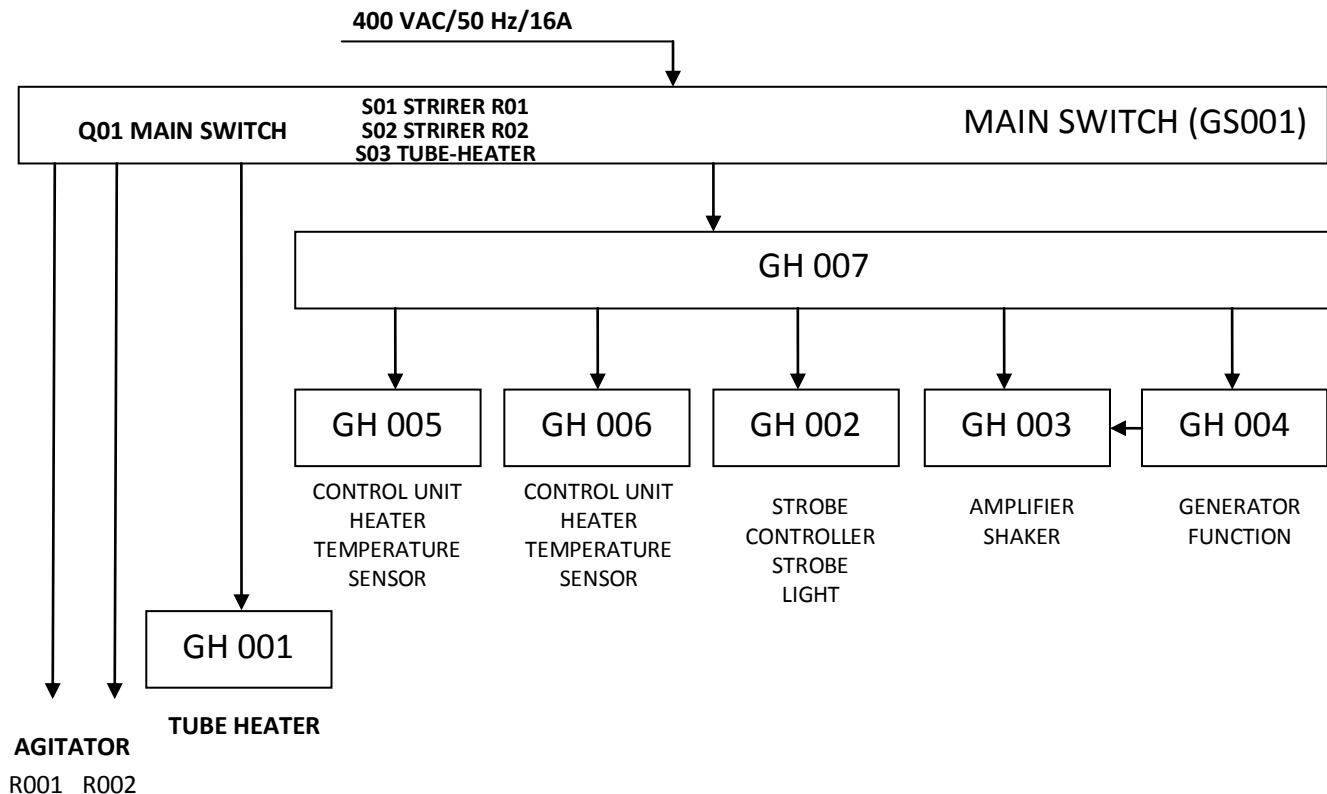 400 VAC/50 Hz/16A
Q01 MAIN SWITCH
S01 STRIRER R01
S02 STRIRER R02
S03 TUBE-HEATER
MAIN SWITCH (GS001)
GH 007
GH 005
GH 006
GH 002
GH 003
GH 004
CONTROL UNIT
HEATER
TEMPERATURE
SENSOR
CONTROL UNIT
HEATER
TEMPERATURE
SENSOR
STROBE
CONTROLLER
STROBE
LIGHT
AMPLIFIER
SHAKER
GENERATOR
FUNCTION
GH 001
TUBE HEATER
AGITATOR
R001 R002